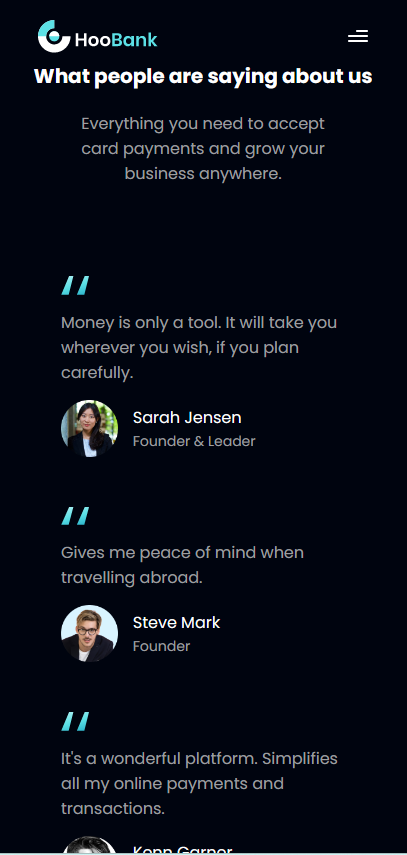 HooBank
What people are saying about us
Everything you need to accept
card payments and grow your
business anywhere.
Money is only a tool. It will take you
wherever you wish, if you plan
carefully.
Sarah Jensen
Founder & Leader
Gives me peace of mind when
travelling abroad.
Steve Mark
Founder
It's a wonderful platform. Simplifies
all my online payments and
transactions.
Kenn Garner